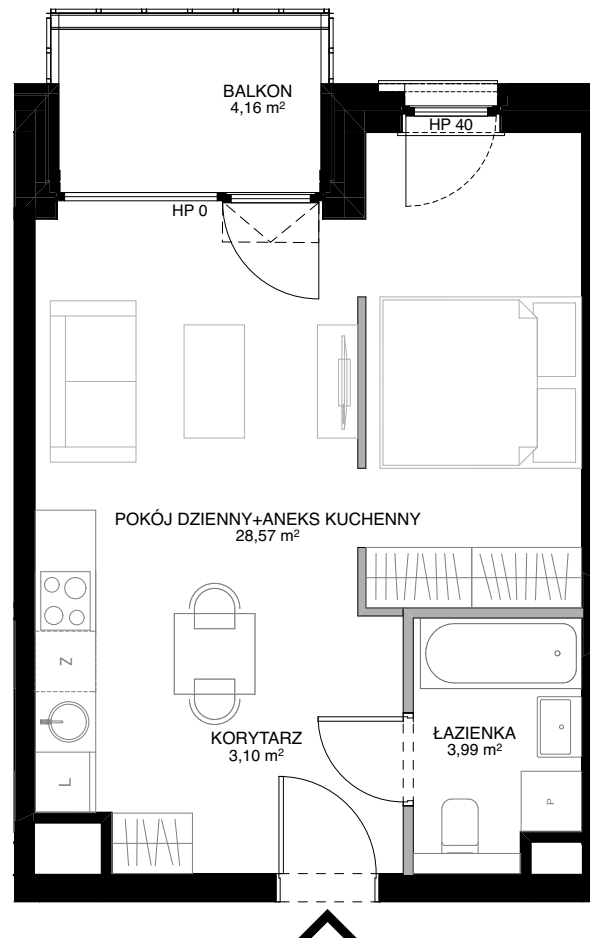 BALKON
4,16 m²
HP 40
HP 0
POKÓJ DZIENNY+ANEKS KUCHENNY
28,57 m²
Z
KORYTARZ
3,10 m²
ŁAZIENKA
3,99 m²
L
P